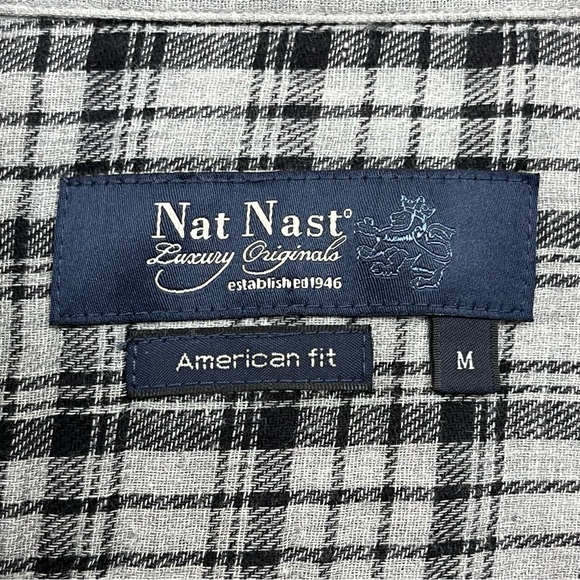 Nat Nast
Luxury Originals
established1946
American fit
M